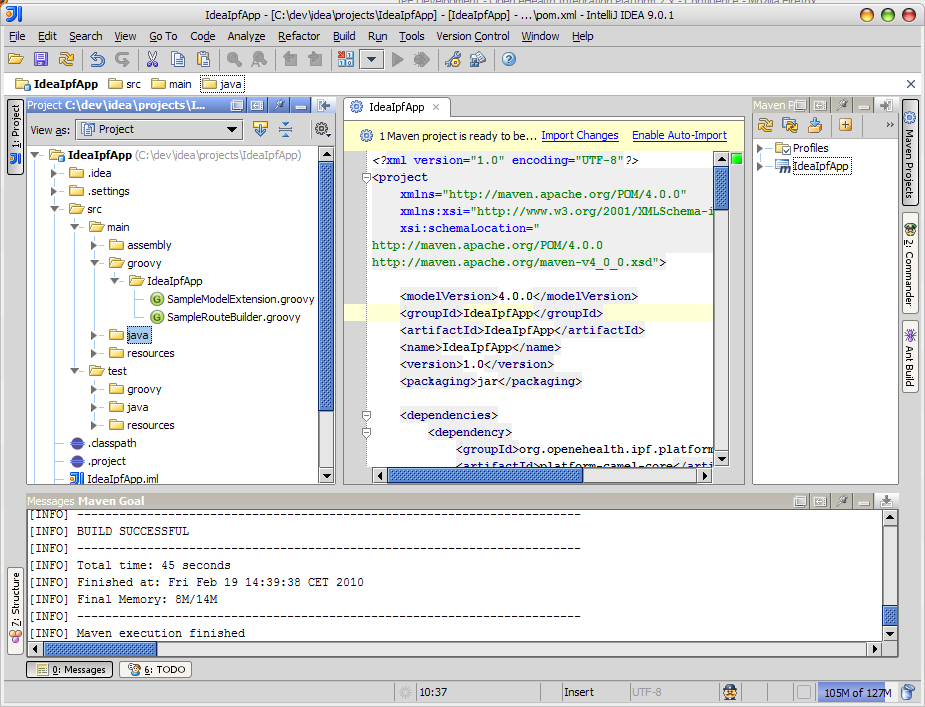 IdeaIpfApp - [C:\dev\idea\projects\IdeaIpfApp] - [IdeaIpfApp] - ...\pom.xml - IntelliJ IDEA 9.0.1
File Edit Search View Go To Code Analyze Refactor Build Run Tools Version Control Window Help
IdeaIpfApp src main java
1: Project
Project C:\dev\idea\projects\I...
View as: Project
IdeaIpfApp (C:\dev\idea\projects\IdeaIpfApp)
.idea
.settings
src
main
assembly
groovy
IdeaIpfApp
SampleModelExtension.groovy
SampleRouteBuilder.groovy
java
resources
test
groovy
java
resources
.classpath
.project
IdeaIpfApp.iml
IdeaIpfApp
1 Maven project is ready to be... Import Changes Enable Auto-Import
<?xml version="1.0" encoding="UTF-8"?>
<project
xmlns="http://maven.apache.org/POM/4.0.0"
xmlns:xsi="http://www.w3.org/2001/XMLSchema-i
xsi:schemaLocation="
http://maven.apache.org/POM/4.0.0
http://maven.apache.org/maven-v4_0_0.xsd">
<modelVersion>4.0.0</modelVersion>
<groupId>IdeaIpfApp</groupId>
<artifactId>IdeaIpfApp</artifactId>
<name>IdeaIpfApp</name>
<version>1.0</version>
<packaging>jar</packaging>
<dependencies>
<dependency>
<groupId>org.openehealth.ipf.platform
<artifactId>platform-camel-core</arti
Maven P
Profiles
IdeaIpfApp
Maven Projects
2: Commander
Ant Build
Messages Maven Goal
[INFO] ----------------------------------------------------------------
[INFO] BUILD SUCCESSFUL
[INFO] ----------------------------------------------------------------
[INFO] Total time: 45 seconds
[INFO] Finished at: Fri Feb 19 14:39:38 CET 2010
[INFO] Final Memory: 8M/14M
[INFO] ----------------------------------------------------------------
[INFO] Maven execution finished
7: Structure
0: Messages 6: TODO
10:37 Insert UTF-8 105M of 127M